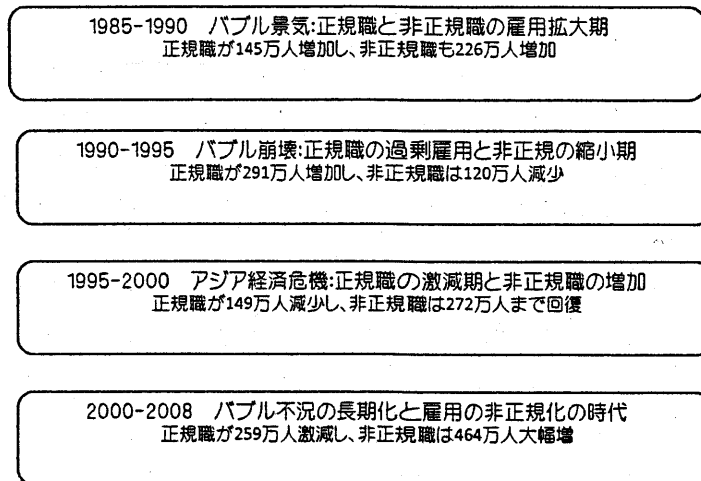 1985-1990 バブル景気:正規職と非正規職の雇用拡大期
正規職が145万人増加し、非正規職も226万人増加
1990-1995 バブル崩壊:正規職の過剰雇用と非正規の縮小期
正規職が291万人増加し、非正規職は120万人減少
1995-2000 アジア経済危機:正規職の激減期と非正規職の増加
正規職が149万人減少し、非正規職は272万人まで回復
2000-2008 バブル不況の長期化と雇用の非正規化の時代
正規職が259万人激減し、非正規職は464万人大幅増